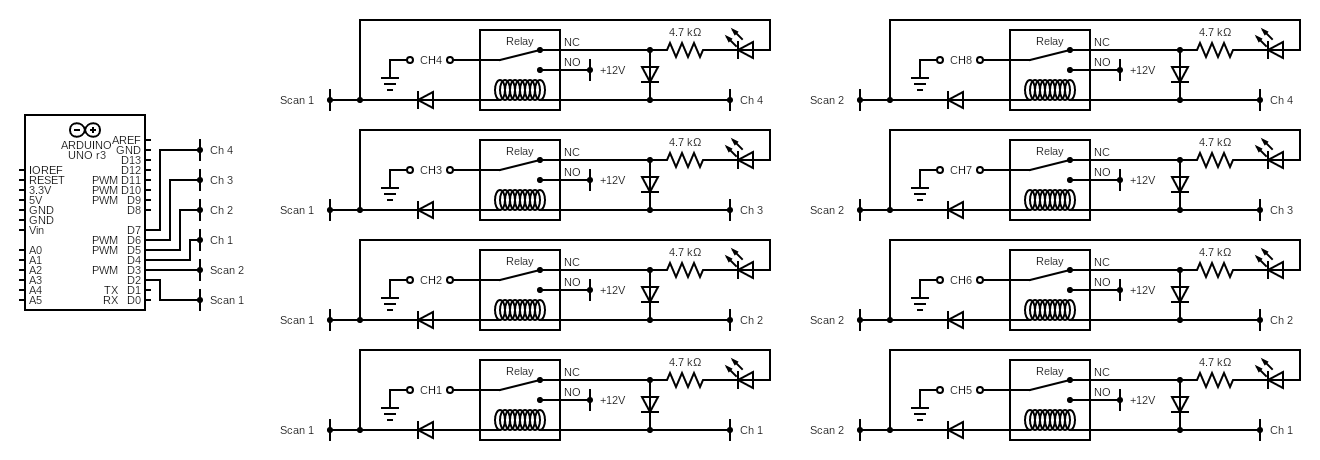 ARDUINO
UNO r3
AREF
GND
D13
D12
IOREF
RESET PWM D11
3.3V PWM D10
5V PWM D9
GND D8
GND
Vin D7
PWM D6
A0 PWM D5
A1 D4
A2 PWM D3
A3 D2
A4 TX D1
A5 RX D0
Ch 4
Ch 3
Ch 2
Ch 1
Scan 2
Scan 1
4.7 kΩ
Relay NC
CH4
NO +12V
Scan 1 Ch 4
4.7 kΩ
Relay NC
CH3
NO +12V
Scan 1 Ch 3
4.7 kΩ
Relay NC
CH2
NO +12V
Scan 1 Ch 2
4.7 kΩ
Relay NC
CH1
NO +12V
Scan 1 Ch 1
4.7 kΩ
Relay NC
CH8
NO +12V
Scan 2 Ch 4
4.7 kΩ
Relay NC
CH7
NO +12V
Scan 2 Ch 3
4.7 kΩ
Relay NC
CH6
NO +12V
Scan 2 Ch 2
4.7 kΩ
Relay NC
CH5
NO +12V
Scan 2 Ch 1